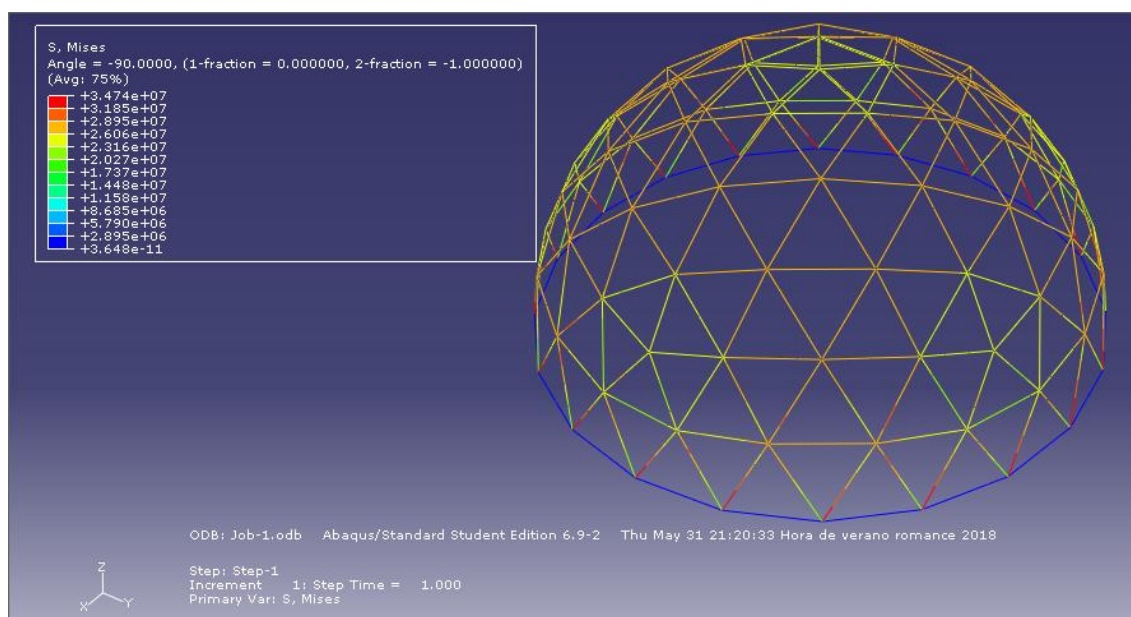 S, Mises
Angle = -90.0000, (1-fraction = 0.000000, 2-fraction = -1.000000)
(Avg: 75%)
+3.474e+07
+3.185e+07
+2.895e+07
+2.606e+07
+2.316e+07
+2.027e+07
+1.737e+07
+1.448e+07
+1.158e+07
+8.685e+06
+5.790e+06
+2.895e+06
+3.648e-11
ODB: Job-1.odb Abaqus/Standard Student Edition 6.9-2 Thu May 31 21:20:33 Hora de verano romance 2018
Step: Step-1
Increment 1: Step Time = 1.000
Primary Var: S, Mises
Z
X
Y